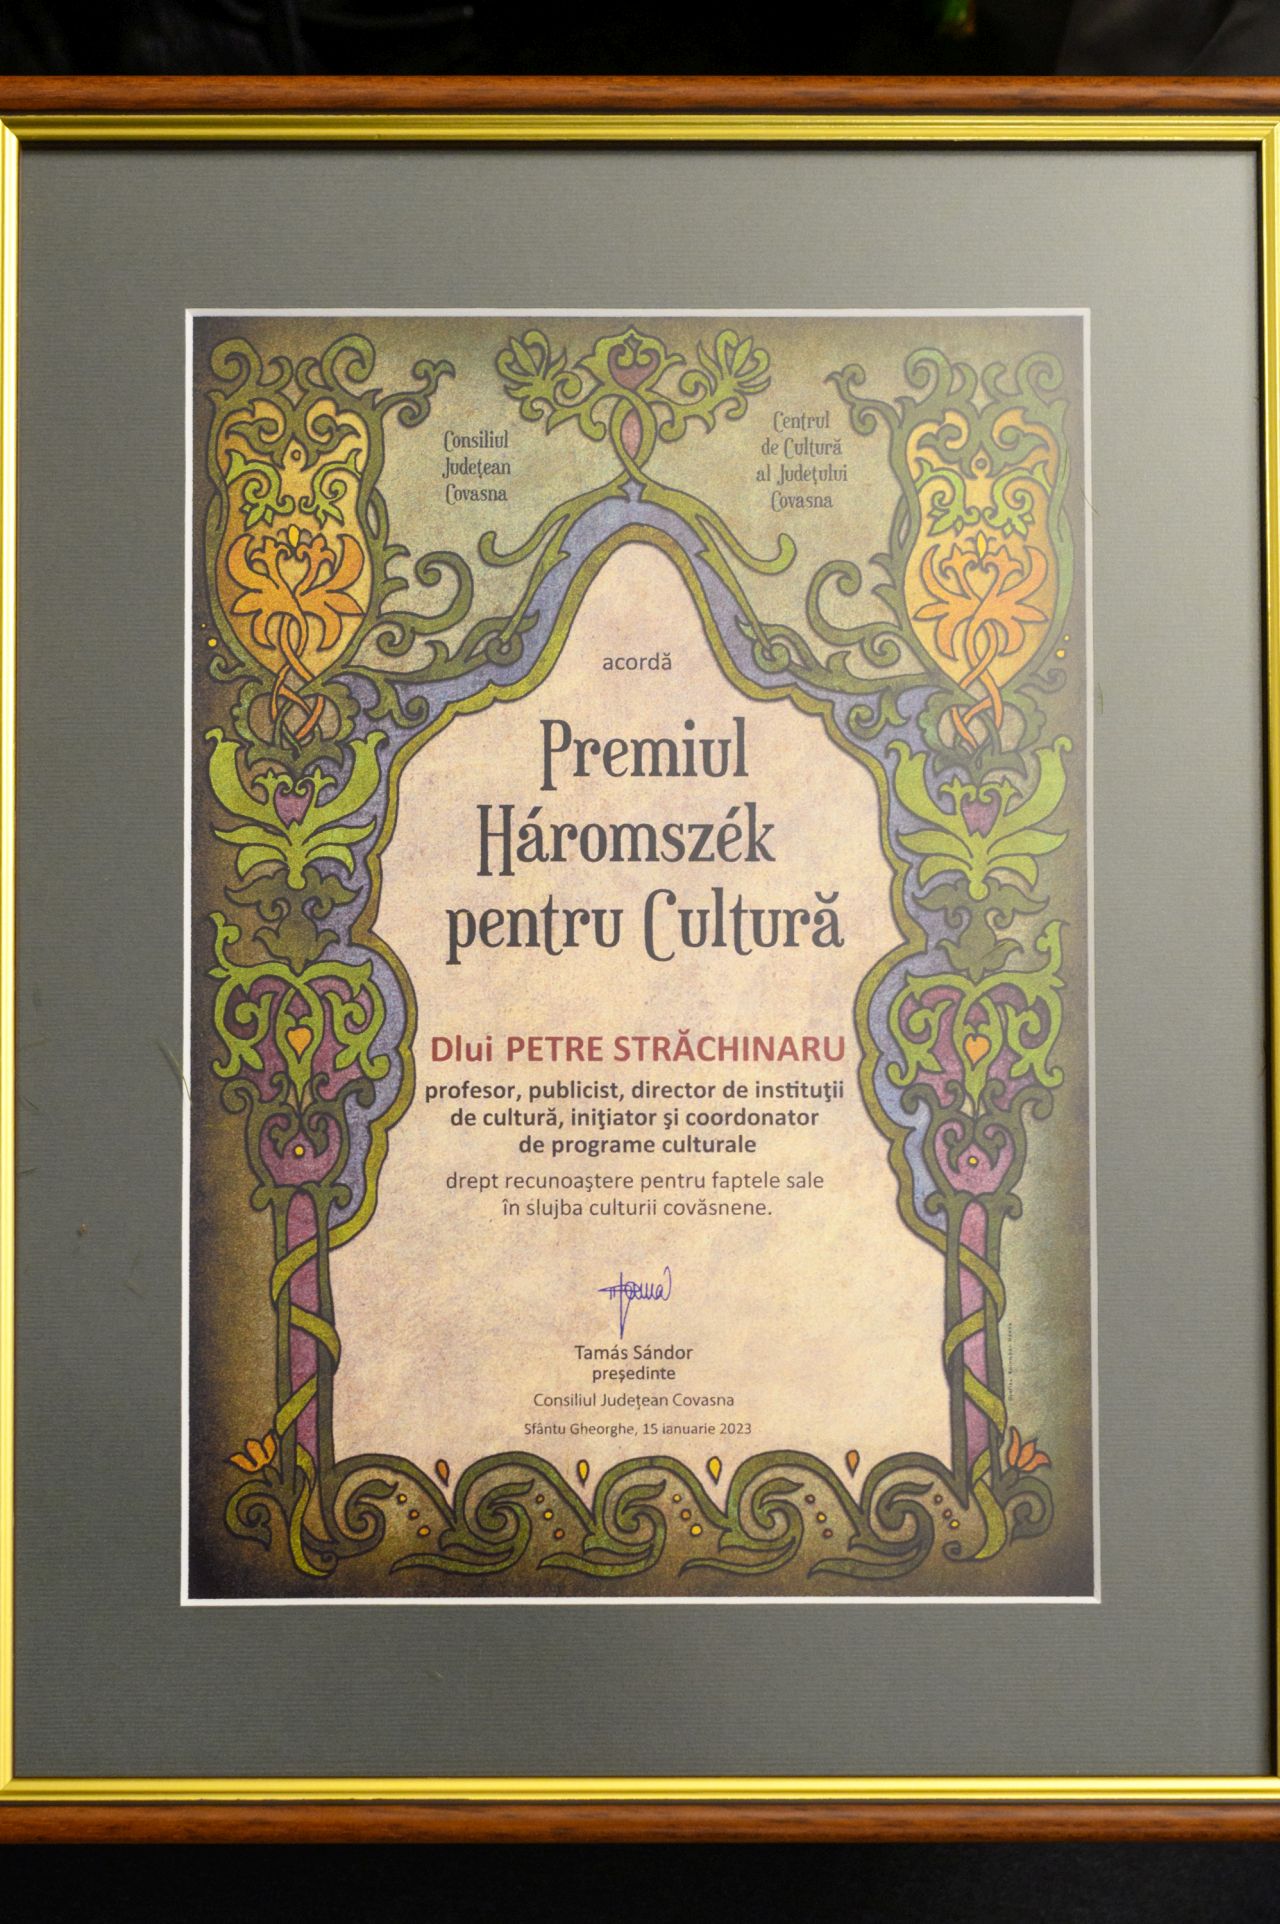 Consiliul
Județean
Covasna
Centrul
de Cultură
al Județului
Covasna
acordă
Premiul
Háromszék
pentru Cultură
Dlui PETRE STRĂCHINARU
profesor, publicist, director de instituţii
de cultură, iniţiator şi coordonator
de programe culturale
drept recunoaştere pentru faptele sale
în slujba culturii covăsnene.
Tamás Sándor
preşedinte
Consiliul Județean Covasna
Sfântu Gheorghe, 15 ianuarie 2023